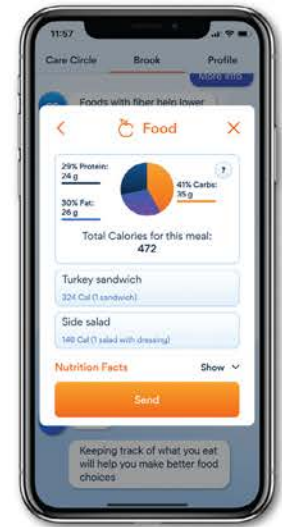 11:57
Care Circle Brook Profile
More info
Foods with fiber help lower
Food
29% Protein:
24 g
?
41% Carbs:
35 g
30% Fat:
26 g
Total Calories for this meal:
472
Turkey sandwich
324 Cal (1 sandwich)
Side salad
148 Cal (1 salad with dressing)
Nutrition Facts Show
Send
Keeping track of what you eat
will help you make better food
choices